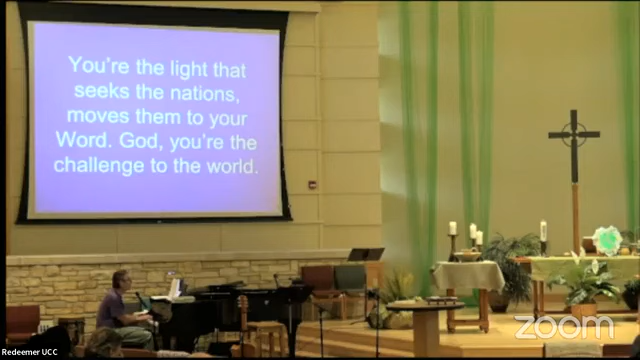 You're the light that
seeks the nations,
moves them to your
Word. God, you're the
challenge to the world.
Redeemer UCC
zoom